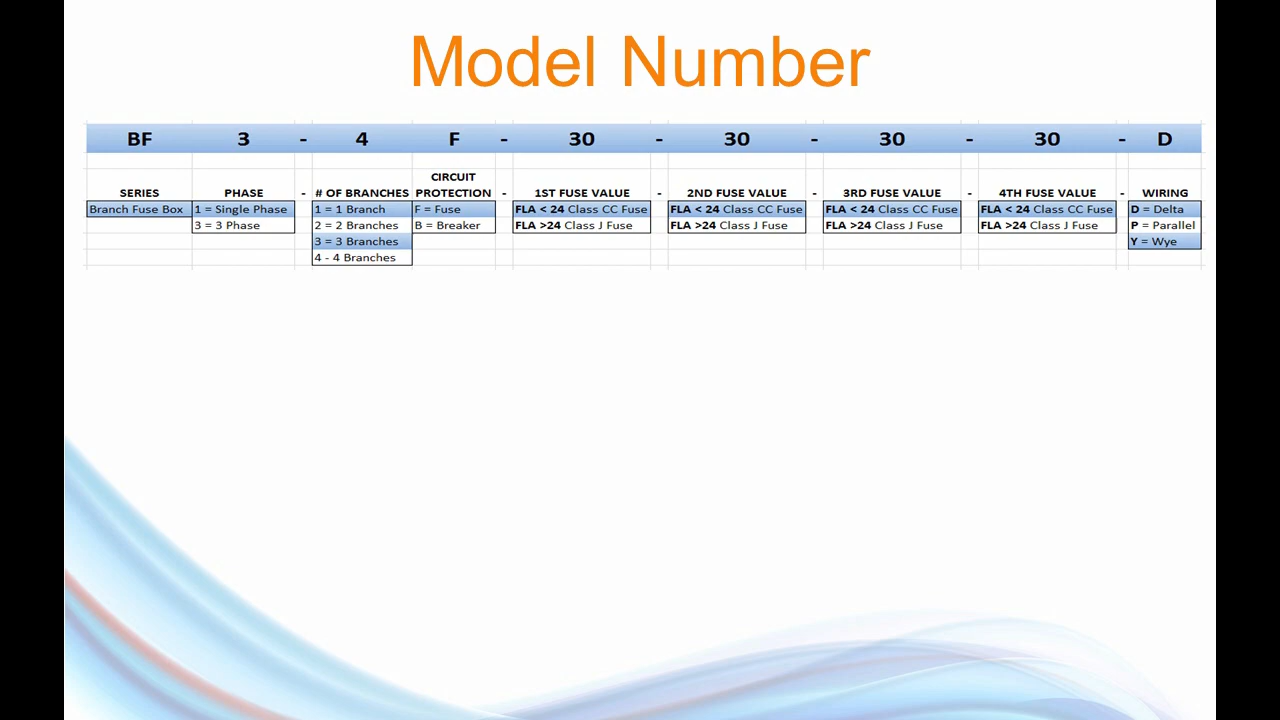 Model Number
BF 3 - 4 F - 30 - 30 - 30 - 30 - D
CIRCUIT
SERIES PHASE - # OF BRANCHES PROTECTION - 1ST FUSE VALUE - 2ND FUSE VALUE - 3RD FUSE VALUE - 4TH FUSE VALUE - WIRING
Branch Fuse Box 1 = Single Phase 1 = 1 Branch F = Fuse FLA < 24 Class CC Fuse FLA < 24 Class CC Fuse FLA < 24 Class CC Fuse FLA < 24 Class CC Fuse D = Delta
3 = 3 Phase 2 = 2 Branches B = Breaker FLA >24 Class J Fuse FLA >24 Class J Fuse FLA >24 Class J Fuse FLA >24 Class J Fuse P = Parallel
3 = 3 Branches Y = Wye
4 - 4 Branches